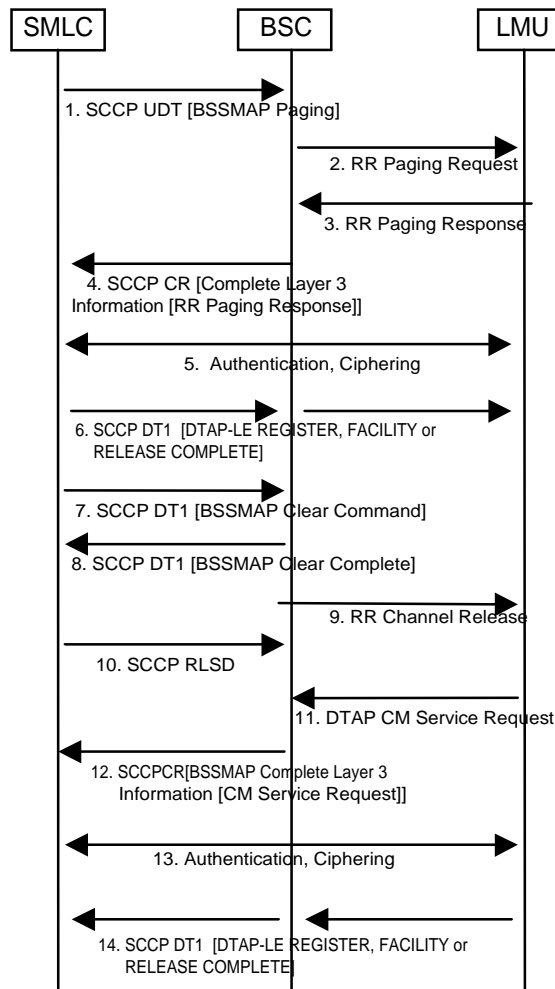 SMLC
BSC
LMU
1. SCCP UDT [BSSMAP Paging]
2. RR Paging Request
3. RR Paging Response
4. SCCP CR [Complete Layer 3
Information [RR Paging Response]]
5. Authentication, Ciphering
6. SCCP DT1 [DTAP-LE REGISTER, FACILITY or
RELEASE COMPLETE]
7. SCCP DT1 [BSSMAP Clear Command]
8. SCCP DT1 [BSSMAP Clear Complete]
9. RR Channel Release
10. SCCP RLSD
11. DTAP CM Service Request
12. SCCPCR[BSSMAP Complete Layer 3
Information [CM Service Request]]
13. Authentication, Ciphering
14. SCCP DT1 [DTAP-LE REGISTER, FACILITY or
RELEASE COMPLETE]